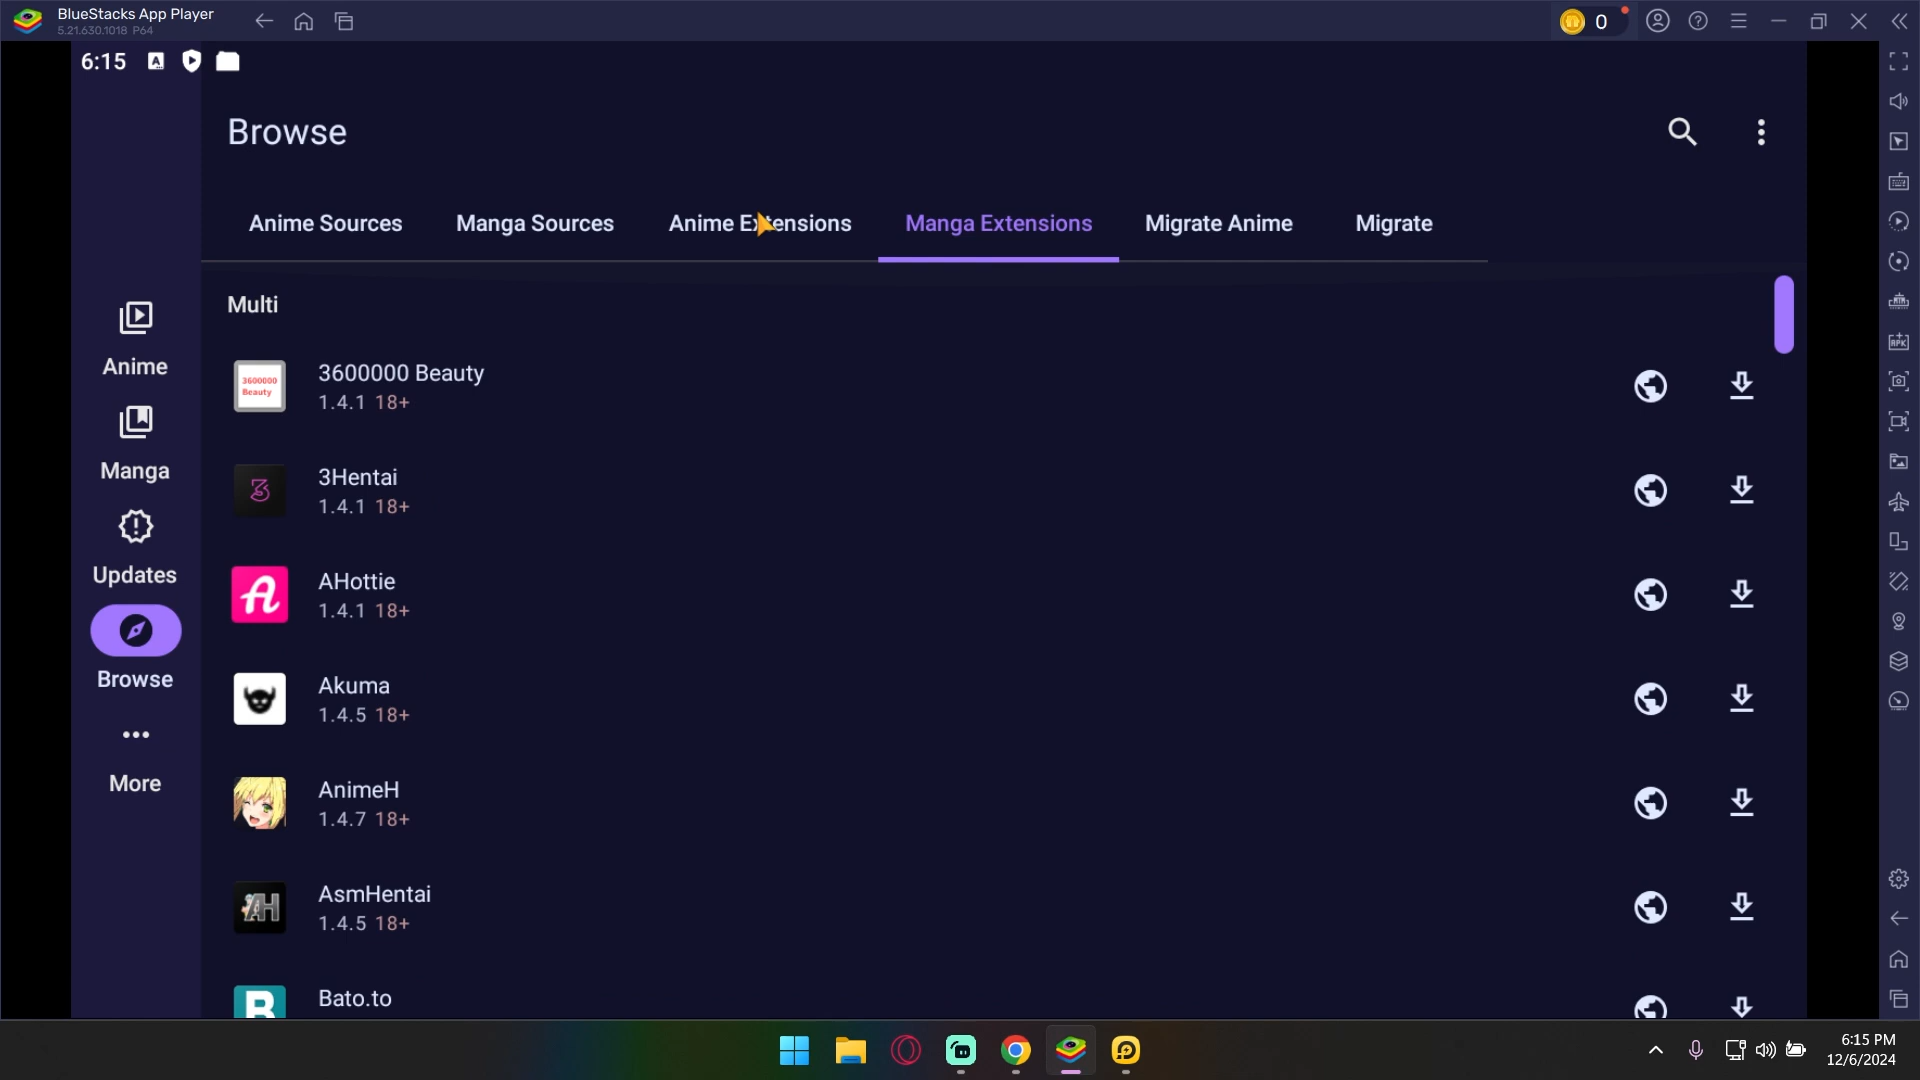 BlueStacks App Player
5.21.630.1018 P64
0
6:15
Browse
Anime Sources
Manga Sources
Anime Extensions
Manga Extensions
Migrate Anime
Migrate
Multi
3600000 Beauty
3600000 Beauty
1.4.1 18+
3Hentai
1.4.1 18+
AHottie
1.4.1 18+
Akuma
1.4.5 18+
AnimeH
1.4.7 18+
AsmHentai
1.4.5 18+
Bato.to
Anime
Manga
Updates
Browse
More
6:15 PM
12/6/2024